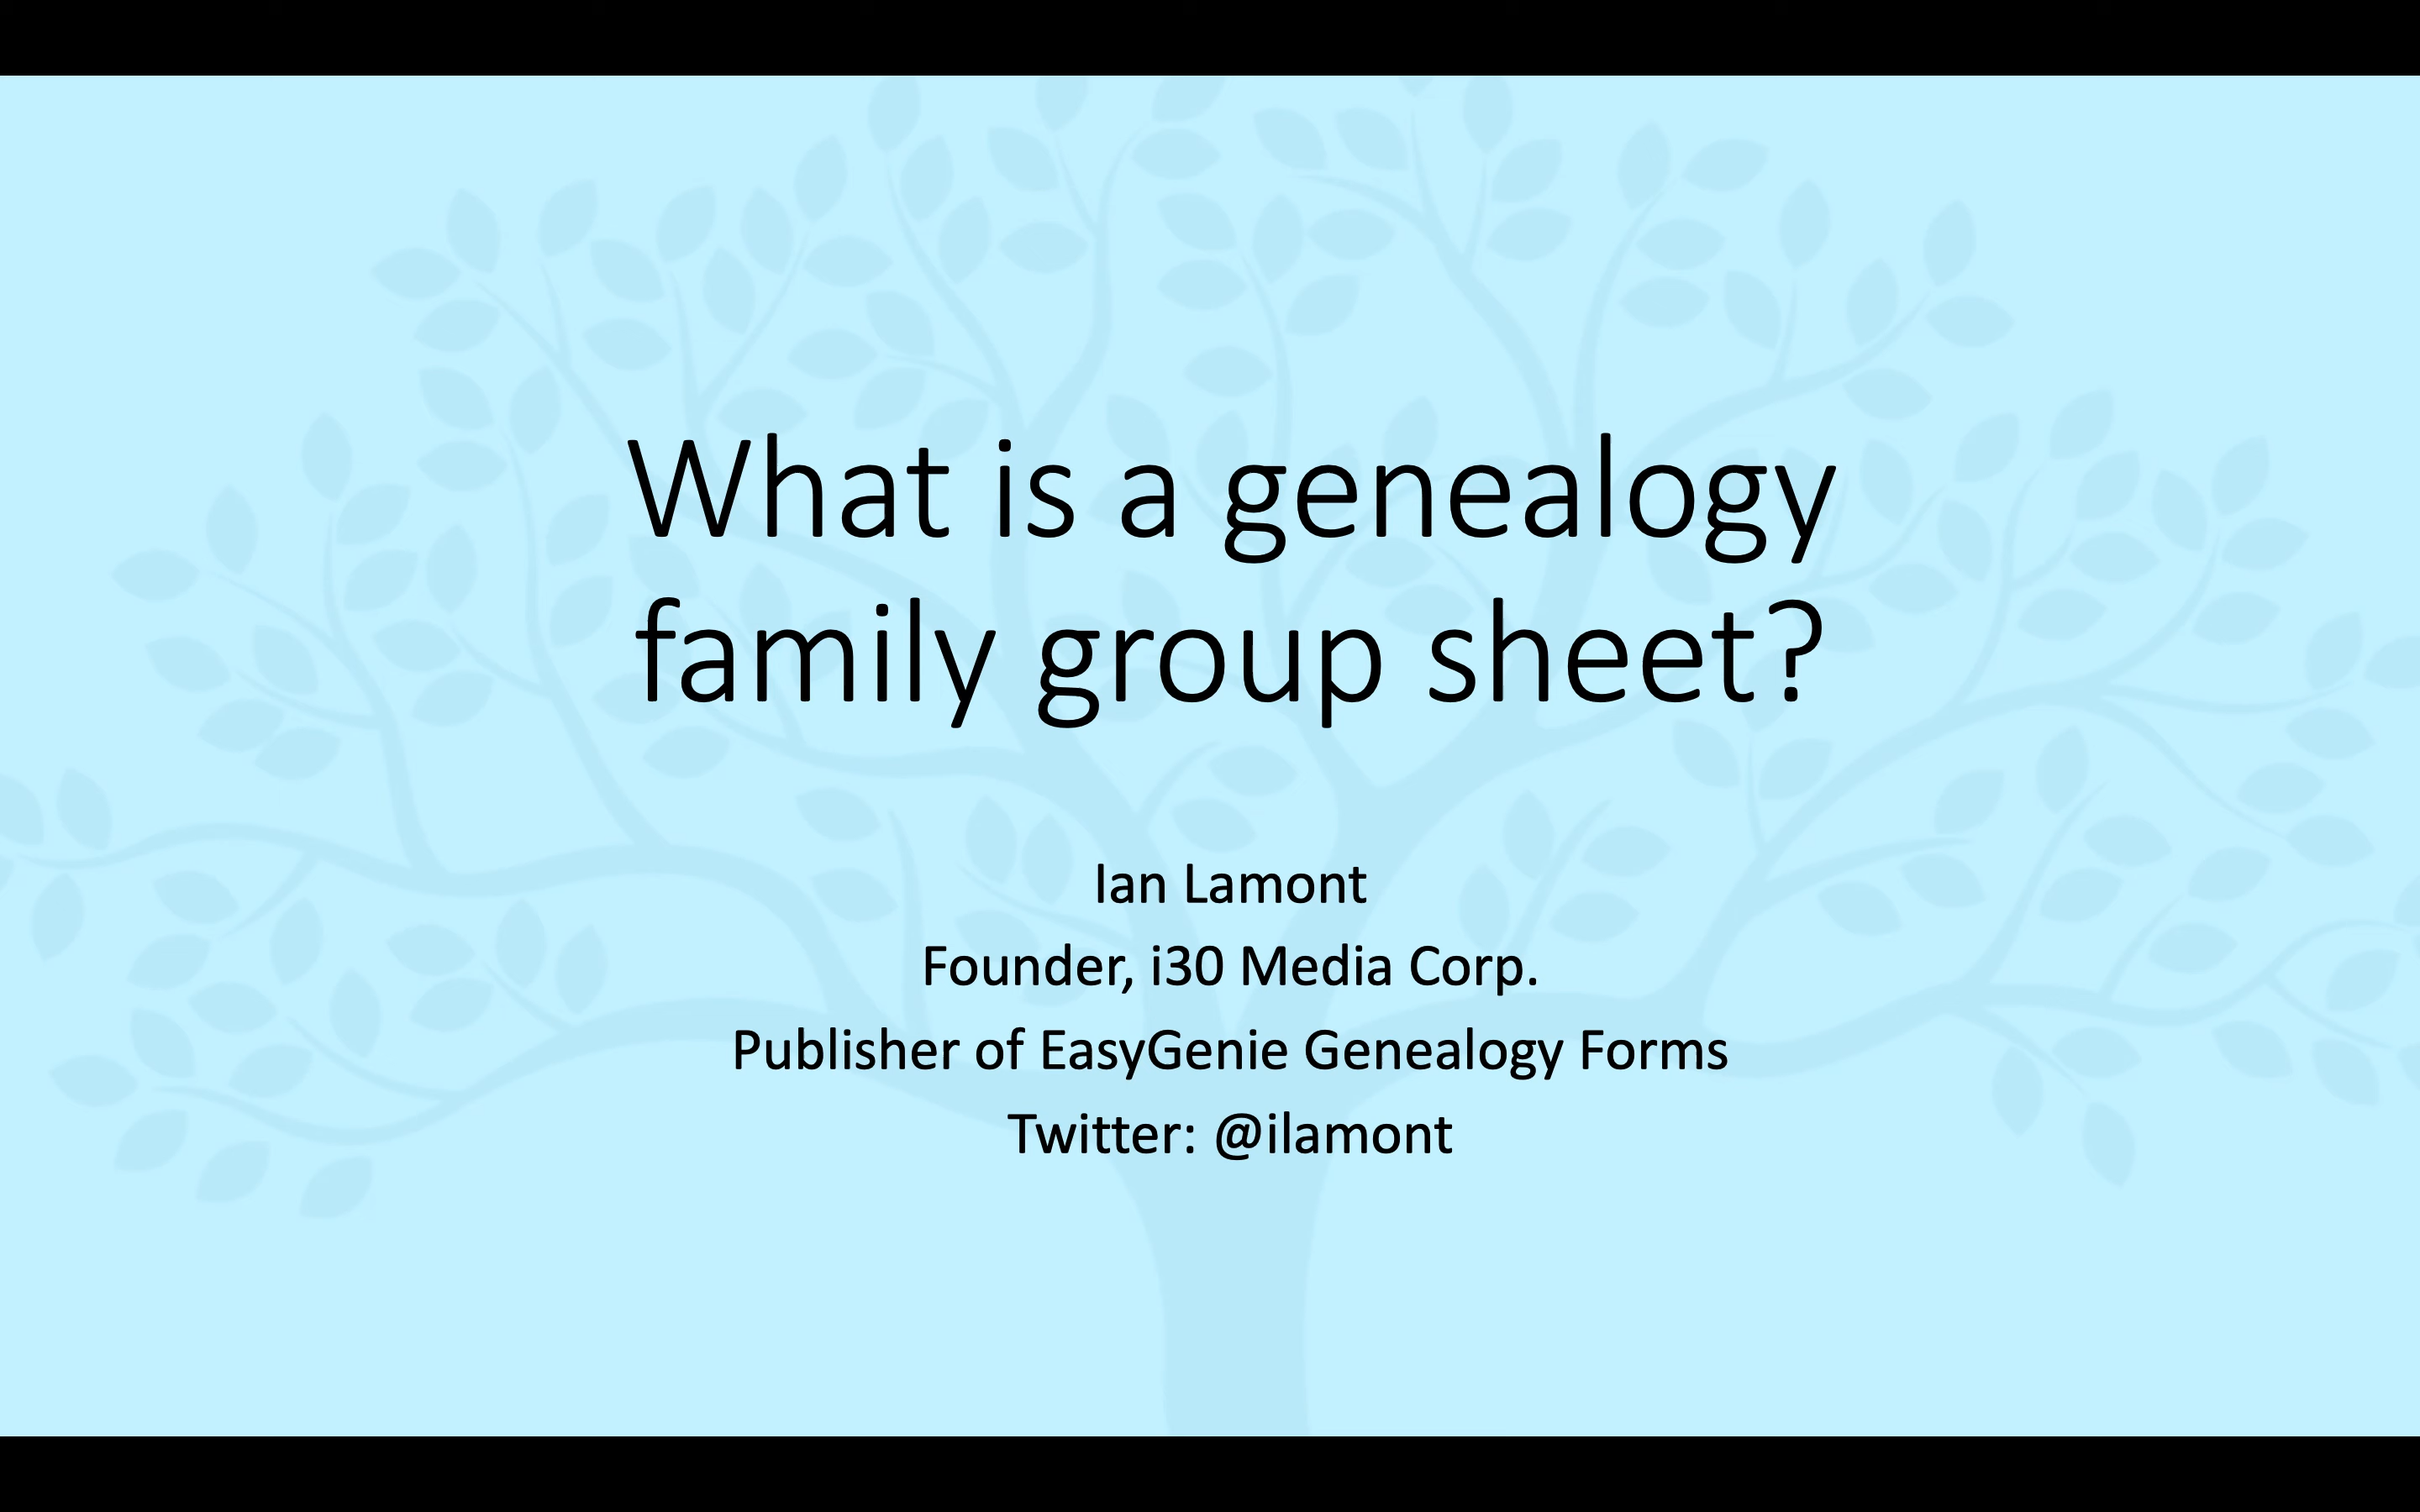 What is a genealogy
family group sheet?
Ian Lamont
Founder, i30 Media Corp.
Publisher of EasyGenie Genealogy Forms
Twitter: @ilamont